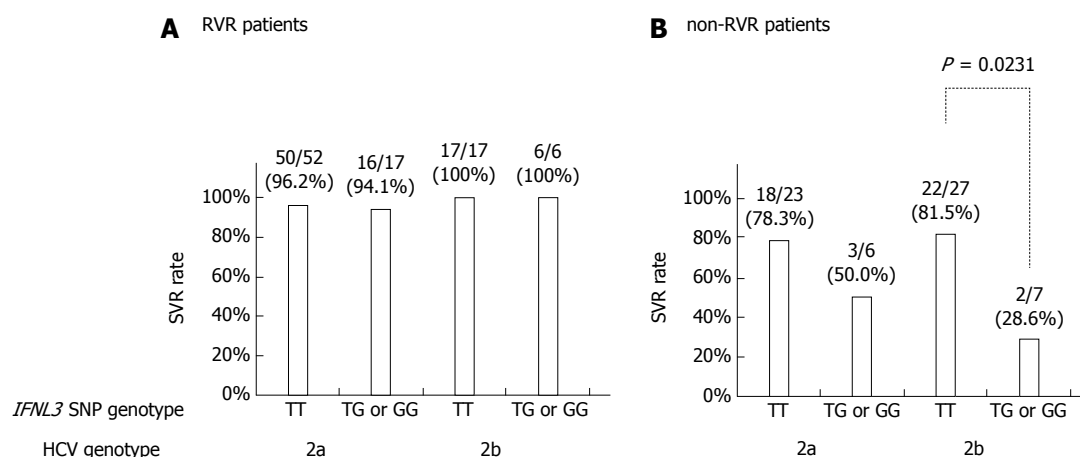 A RVR patients
50/52
(96.2%)
16/17
(94.1%)
17/17
(100%)
6/6
(100%)
100%
80%
60%
40%
20%
0%
SVR rate
IFNL3 SNP genotype
TT
TG or GG
TT
TG or GG
HCV genotype
2a
2b
B non-RVR patients
P = 0.0231
18/23
(78.3%)
3/6
(50.0%)
22/27
(81.5%)
2/7
(28.6%)
100%
80%
60%
40%
20%
0%
SVR rate
TT
TG or GG
TT
TG or GG
2a
2b